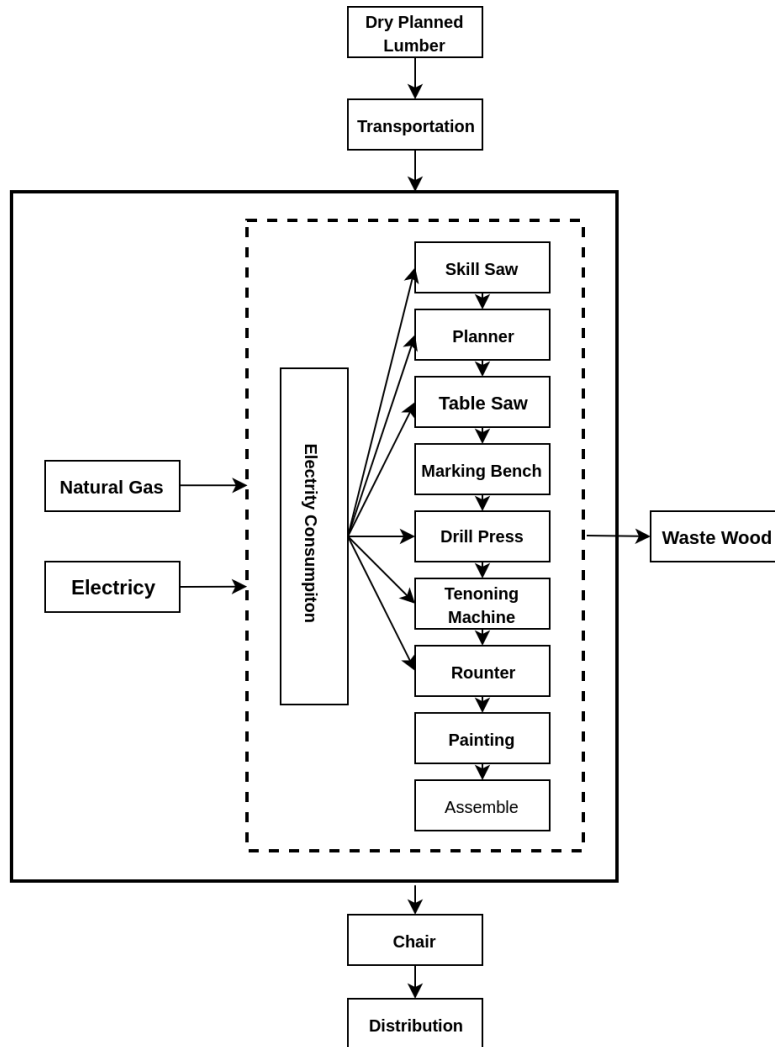 Dry Planned
Lumber
Transportation
Skill Saw
Planner
Table Saw
Marking Bench
Drill Press
Tenoning
Machine
Rounter
Painting
Assemble
Electrity Consumpiton
Natural Gas
Electricy
Waste Wood
Chair
Distribution